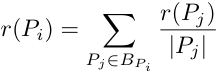 r(P_i) = \sum_{P_j \in B_{P_i}} \frac{r(P_j)}{|P_j|}